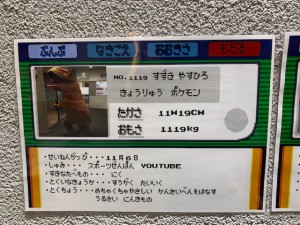 ぶんぷ なきごえ おおきさ もどる
NO.1119 すずき やすひろ
きょうりゅう ポケモン
たかさ 11M19CM
おもさ 1119kg
・せいねんがっぴ・・・11月6日
・しゅみ・・・ スポーツぜんぱん YOUTUBE
・すきなたべもの・・・ にく
・とくいなきょうか・・・すうがく たいいく
・とくちょう・・・めちゃくちゃやさしい かんさいべんをはなす
うるさい にんきもの